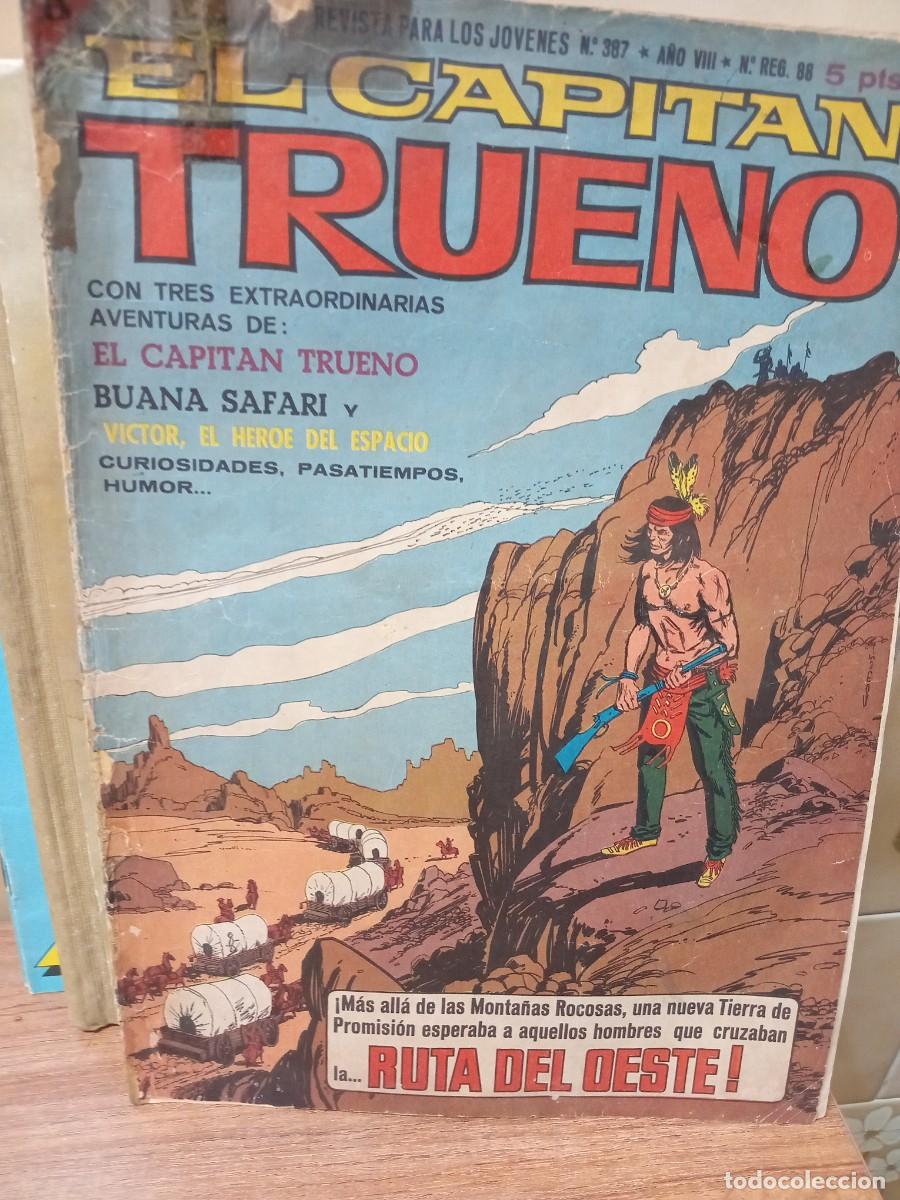 REVISTA PARA LOS JOVENES N.º 387 ★ AÑO VIII ★ N.º REG. 88 5 pts
EL CAPITAN
TRUENO
CON TRES EXTRAORDINARIAS
AVENTURAS DE:
EL CAPITAN TRUENO
BUANA SAFARI Y
VICTOR, EL HEROE DEL ESPACIO
CURIOSIDADES, PASATIEMPOS,
HUMOR...
¡Más allá de las Montañas Rocosas, una nueva Tierra de
Promisión esperaba a aquellos hombres que cruzaban
la... RUTA DEL OESTE!
todocoleccion